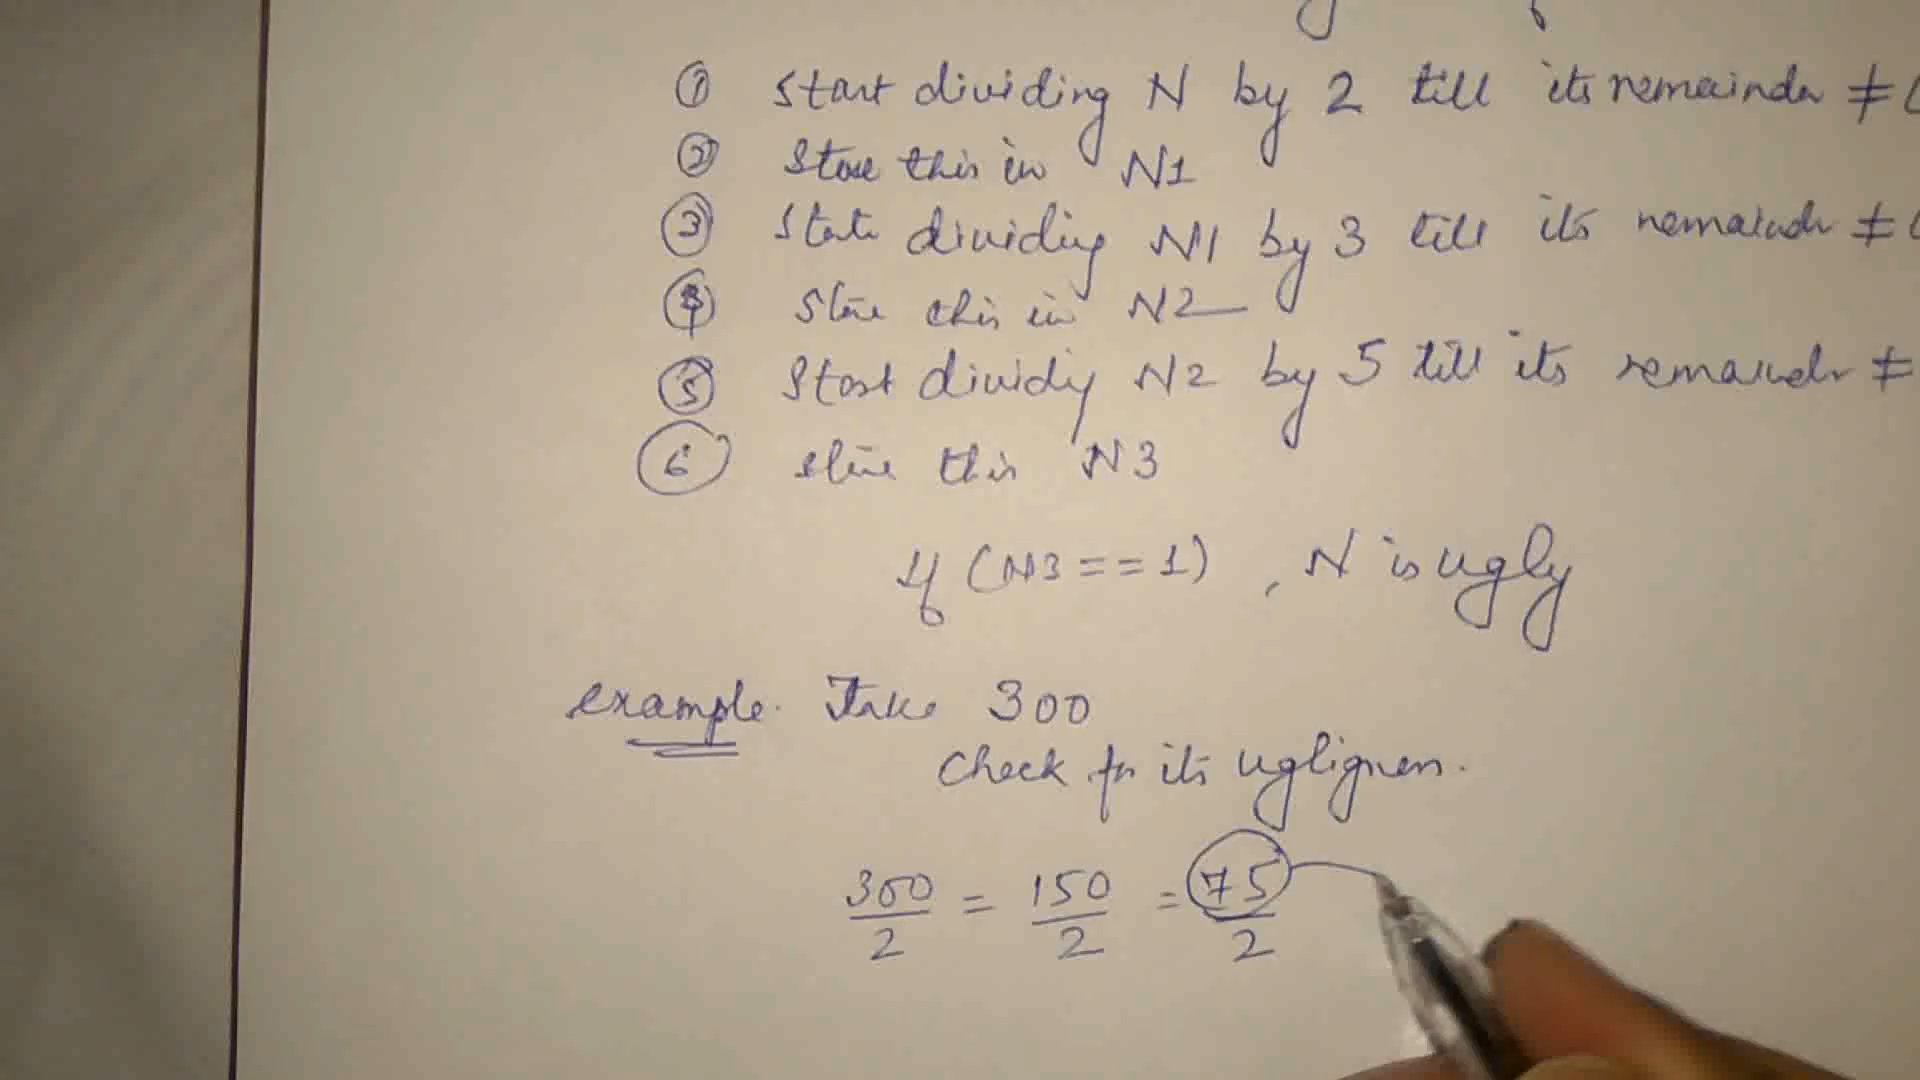 ① Start dividing N by 2 till its remainder ≠
② Store this in N1
③ Start dividing N1 by 3 till its remainder ≠
④ Store this in N2
⑤ Start dividing N2 by 5 till its remainder ≠
⑥ store this N3
if (N3 == 1) , N is ugly
example. Take 300
Check for its ugligness.
300/2 = 150/2 = 75/2